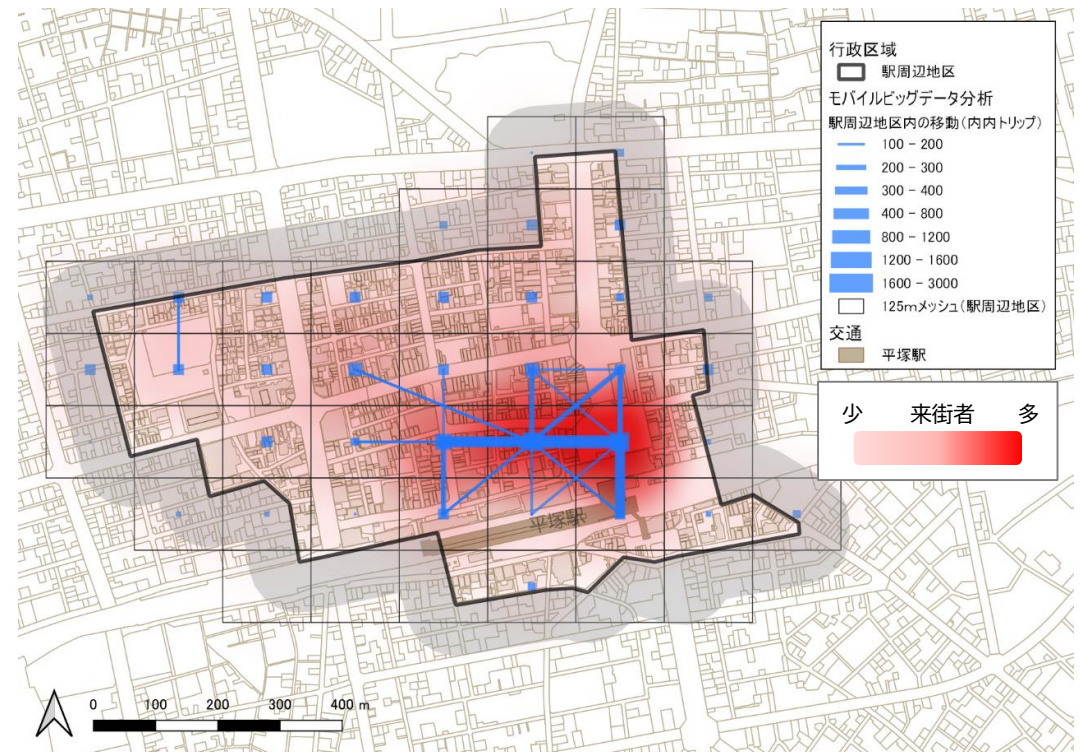 行政区域
駅周辺地区
モバイルビッグデータ分析
駅周辺地区内の移動(内内トリップ)
100 - 200
200 - 300
300 - 400
400 - 800
800 - 1200
1200 - 1600
1600 - 3000
125mメッシュ(駅周辺地区)
交通
平塚駅
少 来街者 多
平塚駅
0 100 200 300 400 m